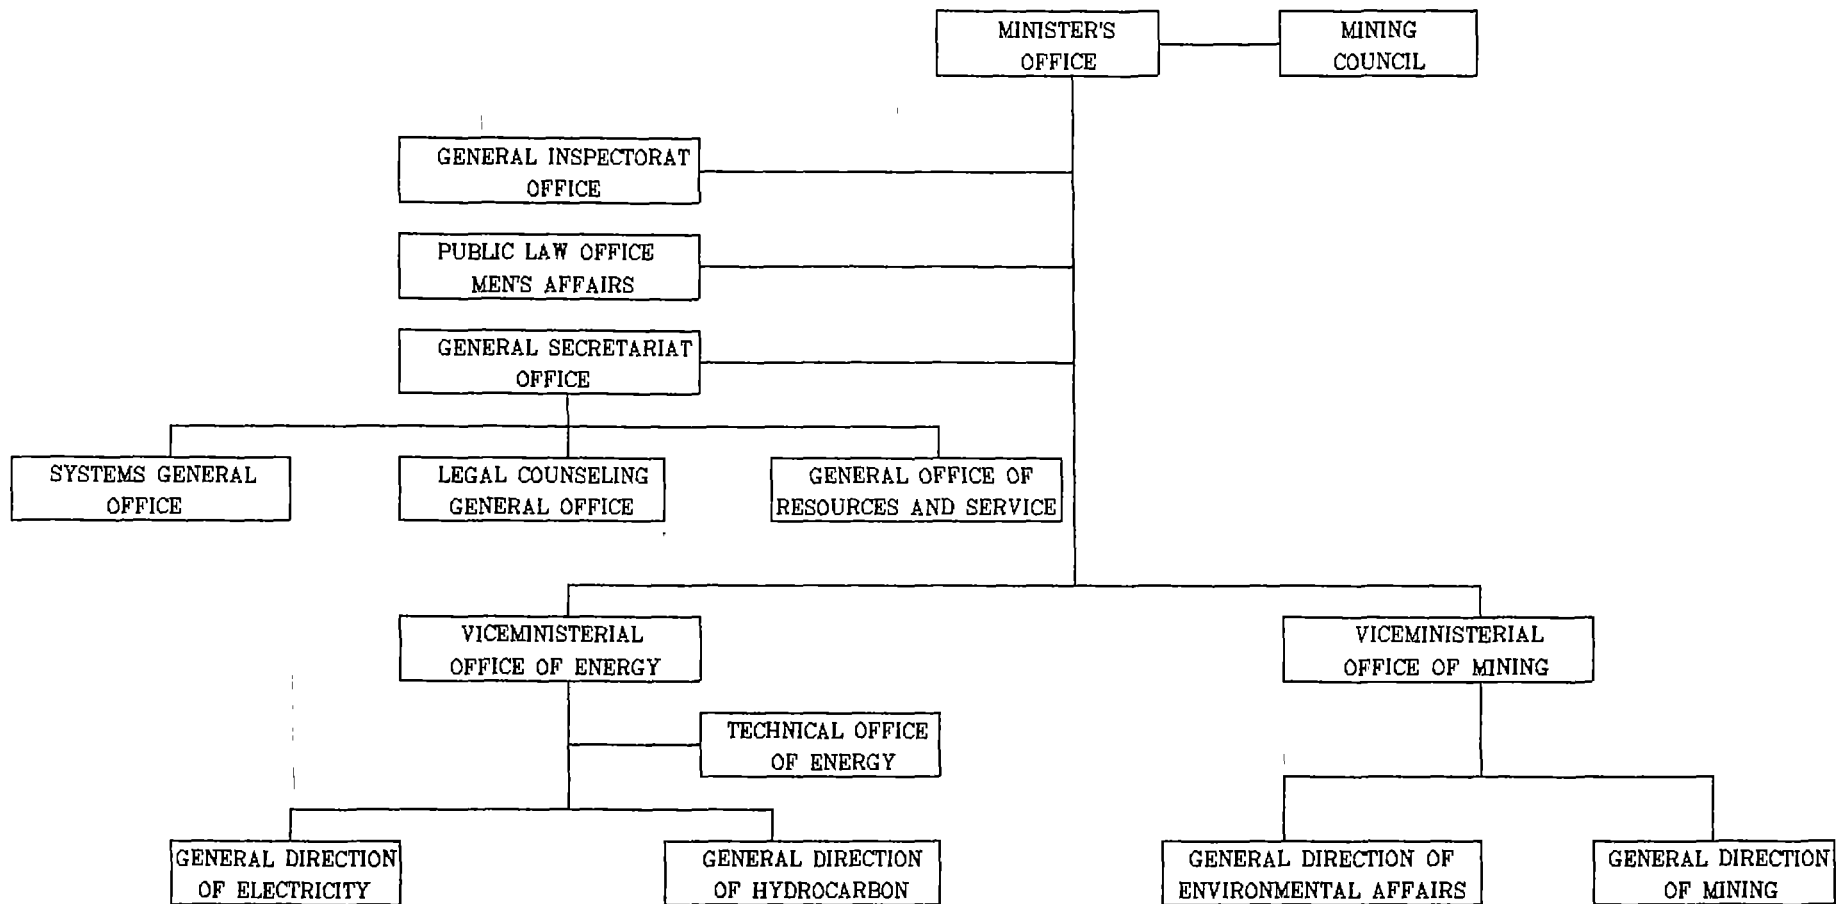 MINISTER'S
OFFICE
MINING
COUNCIL
GENERAL INSPECTORAT
OFFICE
PUBLIC LAW OFFICE
MEN'S AFFAIRS
GENERAL SECRETARIAT
OFFICE
SYSTEMS GENERAL
OFFICE
LEGAL COUNSELING
GENERAL OFFICE
GENERAL OFFICE OF
RESOURCES AND SERVICE
VICEMINISTERIAL
OFFICE OF ENERGY
VICEMINISTERIAL
OFFICE OF MINING
TECHNICAL OFFICE
OF ENERGY
GENERAL DIRECTION
OF ELECTRICITY
GENERAL DIRECTION
OF HYDROCARBON
GENERAL DIRECTION OF
ENVIRONMENTAL AFFAIRS
GENERAL DIRECTION
OF MINING